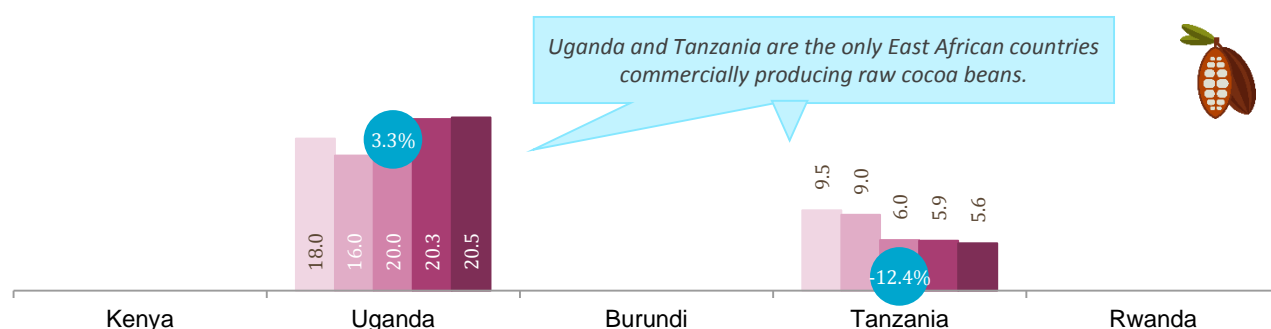 Uganda and Tanzania are the only East African countries
commercially producing raw cocoa beans.
3.3%
18.0
16.0
20.0
20.3
20.5
9.5
9.0
6.0
5.9
5.6
-12.4%
Kenya
Uganda
Burundi
Tanzania
Rwanda